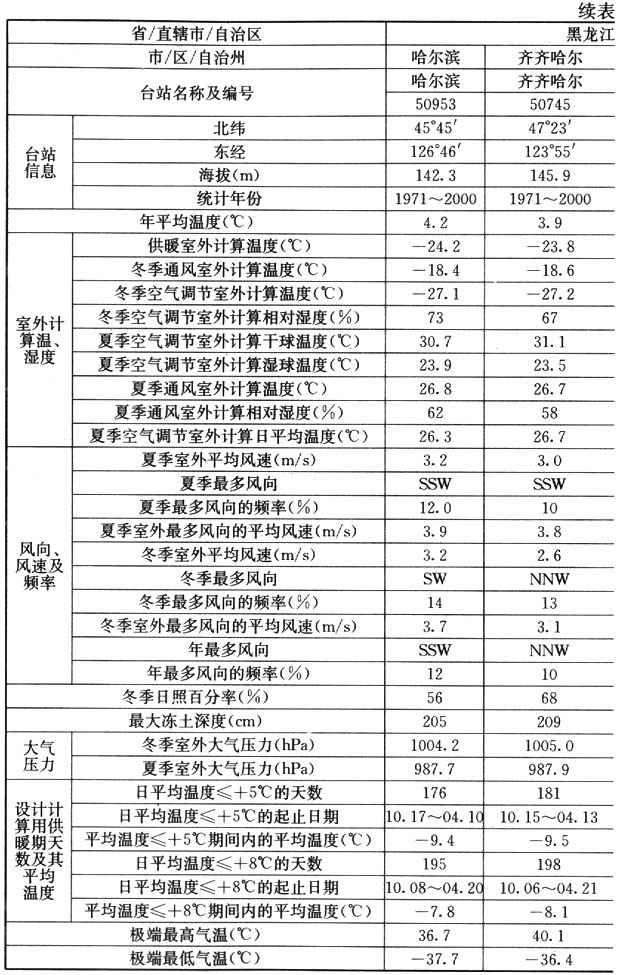 续表
省/直辖市/自治区 黑龙江
市/区/自治州 哈尔滨 齐齐哈尔
台站名称及编号 哈尔滨 齐齐哈尔
50953 50745
台站信息 北纬 45°45′ 47°23′
东经 126°46′ 123°55′
海拔(m) 142.3 145.9
统计年份 1971～2000 1971～2000
年平均温度(℃) 4.2 3.9
室外计算温、湿度 供暖室外计算温度(℃) −24.2 −23.8
冬季通风室外计算温度(℃) −18.4 −18.6
冬季空气调节室外计算温度(℃) −27.1 −27.2
冬季空气调节室外计算相对湿度(%) 73 67
夏季空气调节室外计算干球温度(℃) 30.7 31.1
夏季空气调节室外计算湿球温度(℃) 23.9 23.5
夏季通风室外计算温度(℃) 26.8 26.7
夏季通风室外计算相对湿度(%) 62 58
夏季空气调节室外计算日平均温度(℃) 26.3 26.7
风向、风速及频率 夏季室外平均风速(m/s) 3.2 3.0
夏季最多风向 SSW SSW
夏季最多风向的频率(%) 12.0 10
夏季室外最多风向的平均风速(m/s) 3.9 3.8
冬季室外平均风速(m/s) 3.2 2.6
冬季最多风向 SW NNW
冬季最多风向的频率(%) 14 13
冬季室外最多风向的平均风速(m/s) 3.7 3.1
年最多风向 SSW NNW
年最多风向的频率(%) 12 10
冬季日照百分率(%) 56 68
最大冻土深度(cm) 205 209
大气压力 冬季室外大气压力(hPa) 1004.2 1005.0
夏季室外大气压力(hPa) 987.7 987.9
设计计算用供暖期天数及其平均温度 日平均温度≤+5℃的天数 176 181
日平均温度≤+5℃的起止日期 10.17～04.10 10.15～04.13
平均温度≤+5℃期间内的平均温度(℃) −9.4 −9.5
日平均温度≤+8℃的天数 195 198
日平均温度≤+8℃的起止日期 10.08～04.20 10.06～04.21
平均温度≤+8℃期间内的平均温度(℃) −7.8 −8.1
极端最高气温(℃) 36.7 40.1
极端最低气温(℃) −37.7 −36.4